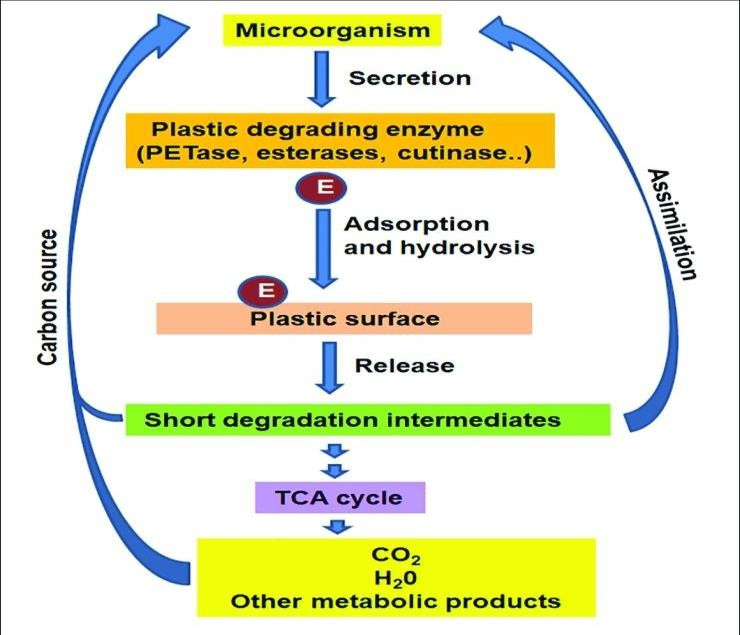 Microorganism
Secretion
Plastic degrading enzyme
(PETase, esterases, cutinase..)
E
Adsorption
and hydrolysis
E
Plastic surface
Release
Short degradation intermediates
TCA cycle
CO₂
H₂0
Other metabolic products
Carbon source
Assimilation